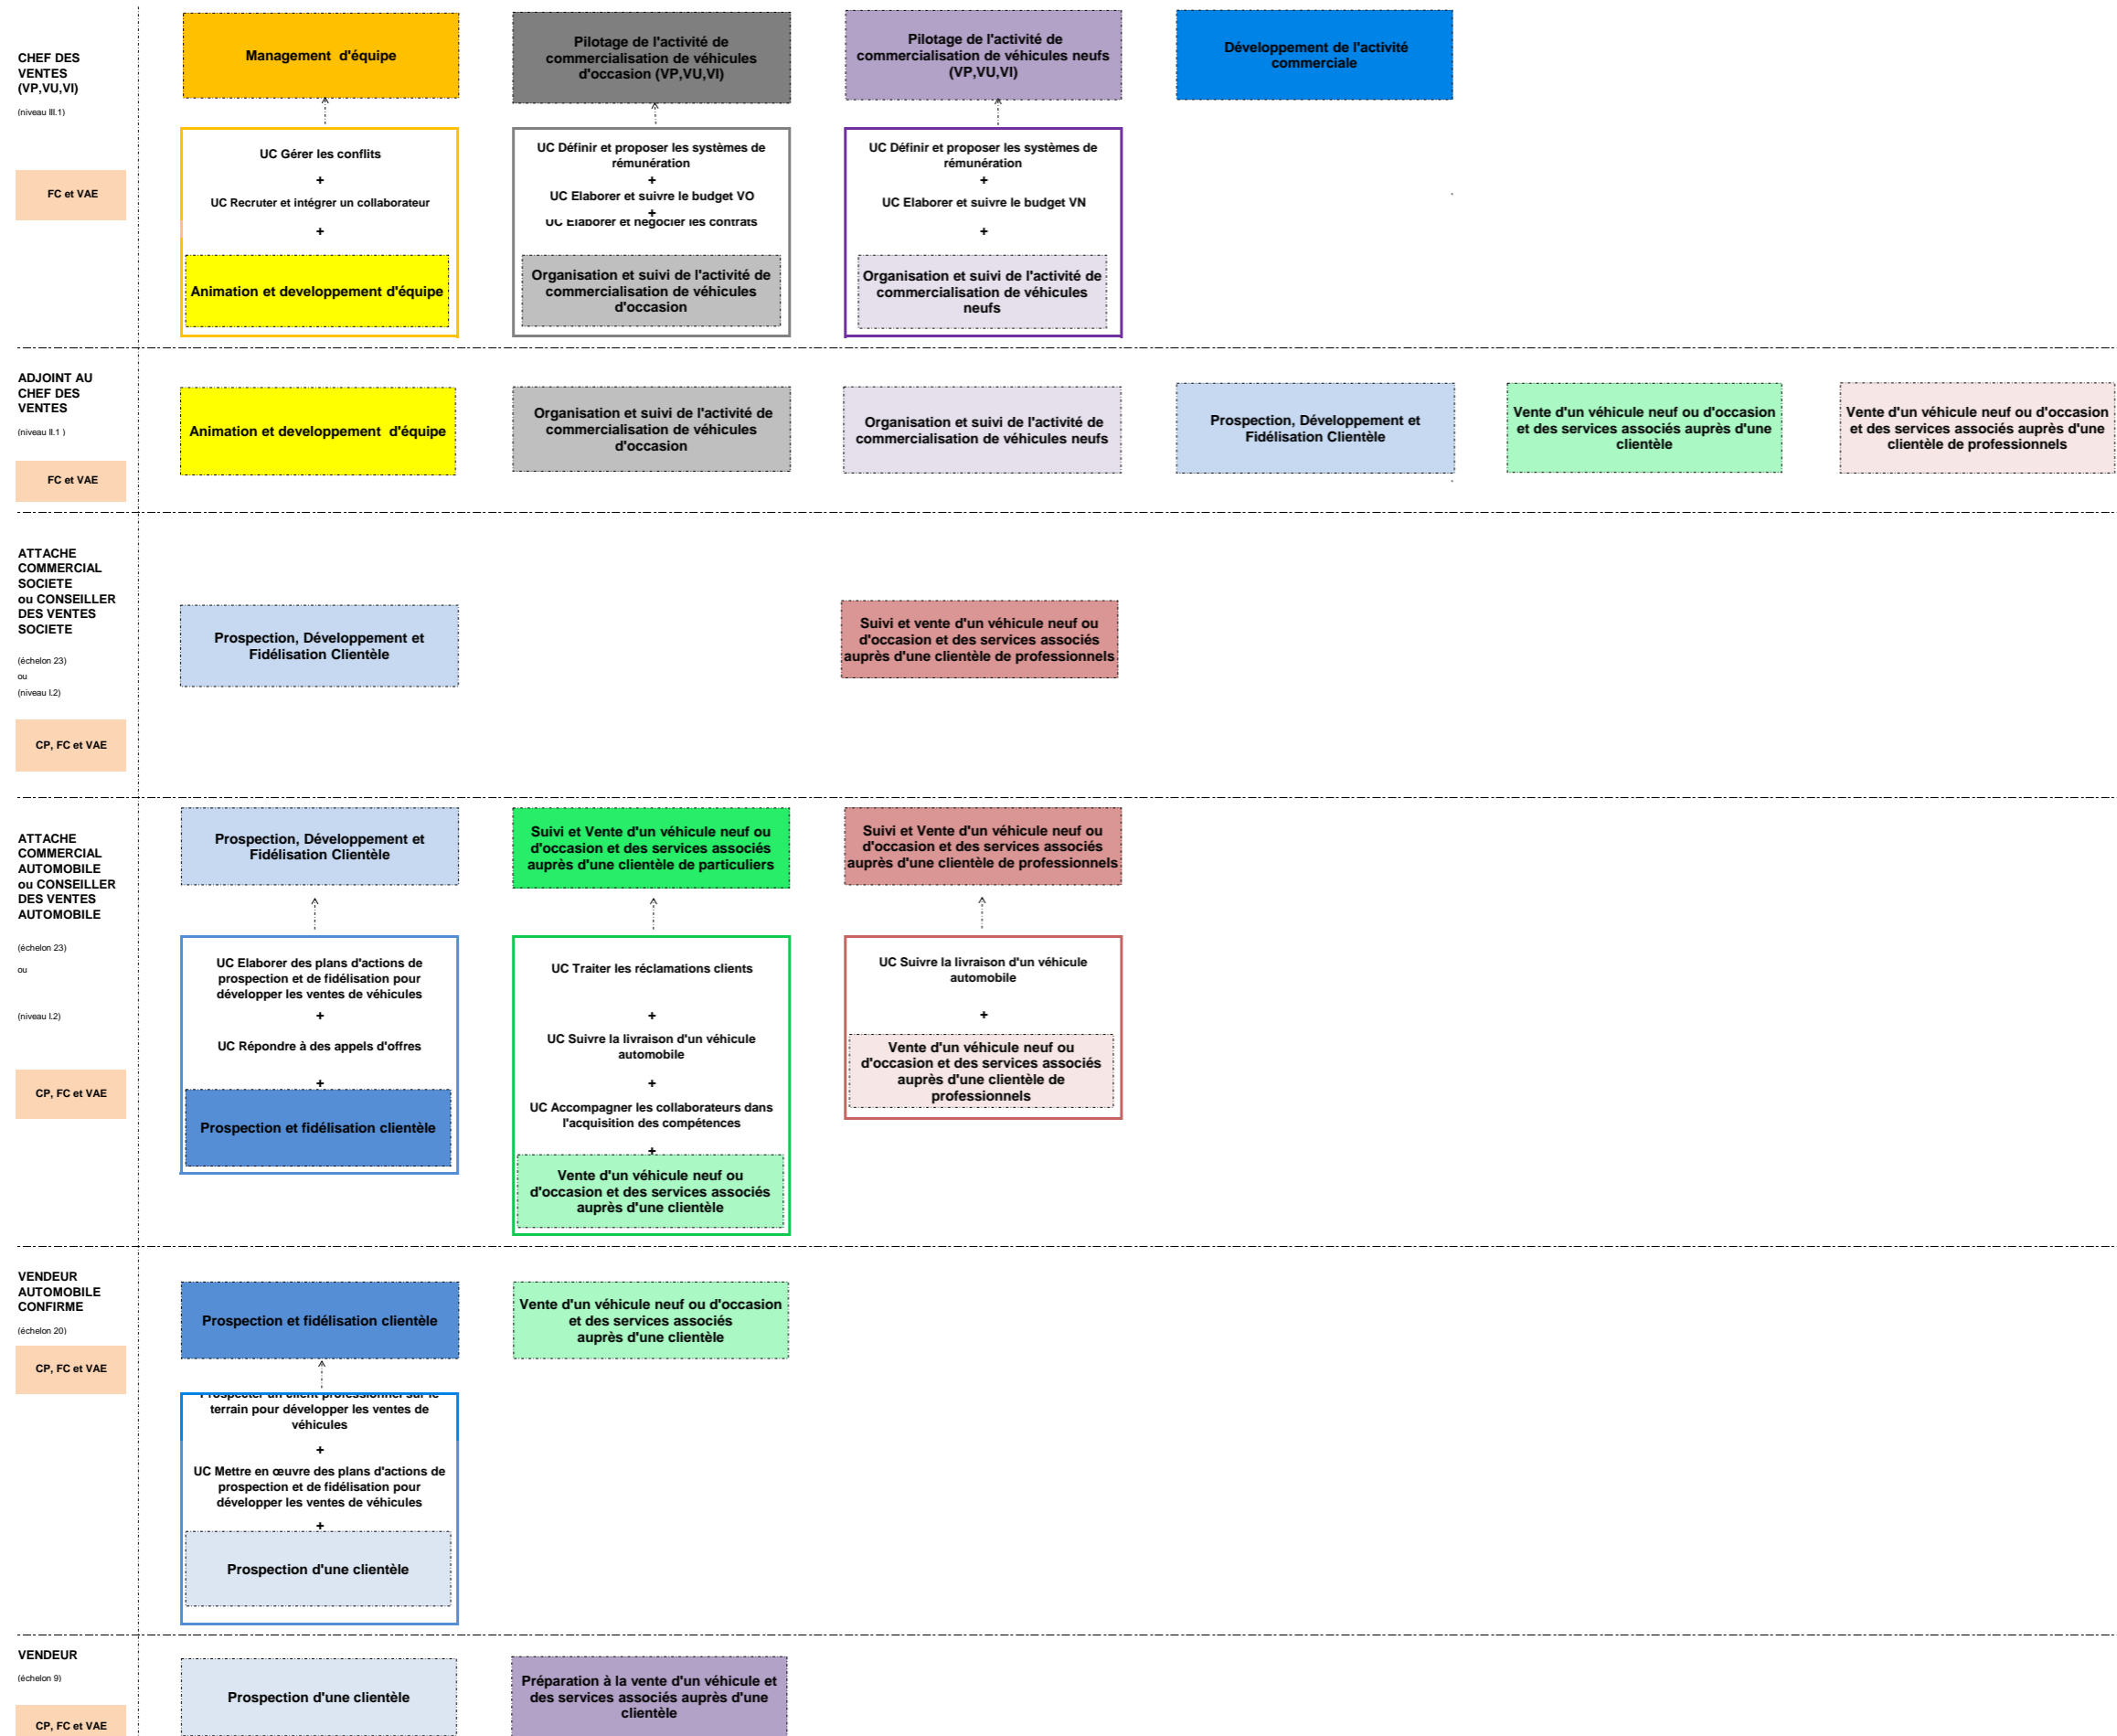 CHEF DES
VENTES
(VP,VU,VI)
(niveau III.1)
FC et VAE
Management d'équipe
Pilotage de l'activité de
commercialisation de véhicules
d'occasion (VP,VU,VI)
Pilotage de l'activité de
commercialisation de véhicules neufs
(VP,VU,VI)
Développement de l'activité
commerciale
UC Gérer les conflits
+
UC Recruter et intégrer un collaborateur
+
Animation et developpement d'équipe
UC Définir et proposer les systèmes de
rémunération
+
UC Elaborer et suivre le budget VO
+
UC Elaborer et négocier les contrats
Organisation et suivi de l'activité de
commercialisation de véhicules
d'occasion
UC Définir et proposer les systèmes de
rémunération
+
UC Elaborer et suivre le budget VN
+
Organisation et suivi de l'activité de
commercialisation de véhicules
neufs
ADJOINT AU
CHEF DES
VENTES
(niveau II.1 )
FC et VAE
Animation et developpement d'équipe
Organisation et suivi de l'activité de
commercialisation de véhicules
d'occasion
Organisation et suivi de l'activité de
commercialisation de véhicules neufs
Prospection, Développement et
Fidélisation Clientèle
Vente d'un véhicule neuf ou d'occasion
et des services associés auprès d'une
clientèle
Vente d'un véhicule neuf ou d'occasion
et des services associés auprès d'une
clientèle de professionnels
ATTACHE
COMMERCIAL
SOCIETE
ou CONSEILLER
DES VENTES
SOCIETE
(échelon 23)
ou
(niveau I.2)
CP, FC et VAE
Prospection, Développement et
Fidélisation Clientèle
Suivi et vente d'un véhicule neuf ou
d'occasion et des services associés
auprès d'une clientèle de professionnels
ATTACHE
COMMERCIAL
AUTOMOBILE
ou CONSEILLER
DES VENTES
AUTOMOBILE
(échelon 23)
ou
(niveau I.2)
CP, FC et VAE
Prospection, Développement et
Fidélisation Clientèle
Suivi et Vente d'un véhicule neuf ou
d'occasion et des services associés
auprès d'une clientèle de particuliers
Suivi et Vente d'un véhicule neuf ou
d'occasion et des services associés
auprès d'une clientèle de professionnels
UC Elaborer des plans d'actions de
prospection et de fidélisation pour
développer les ventes de véhicules
+
UC Répondre à des appels d'offres
+
Prospection et fidélisation clientèle
UC Traiter les réclamations clients
+
UC Suivre la livraison d'un véhicule
automobile
+
UC Accompagner les collaborateurs dans
l'acquisition des compétences
+
Vente d'un véhicule neuf ou
d'occasion et des services associés
auprès d'une clientèle
UC Suivre la livraison d'un véhicule
automobile
+
Vente d'un véhicule neuf ou
d'occasion et des services associés
auprès d'une clientèle de
professionnels
VENDEUR
AUTOMOBILE
CONFIRME
(échelon 20)
CP, FC et VAE
Prospection et fidélisation clientèle
Vente d'un véhicule neuf ou d'occasion
et des services associés
auprès d'une clientèle
Prospecter un client professionnel sur le
terrain pour développer les ventes de
véhicules
+
UC Mettre en œuvre des plans d'actions de
prospection et de fidélisation pour
développer les ventes de véhicules
+
Prospection d'une clientèle
VENDEUR
(échelon 9)
CP, FC et VAE
Prospection d'une clientèle
Préparation à la vente d'un véhicule et
des services associés auprès d'une
clientèle